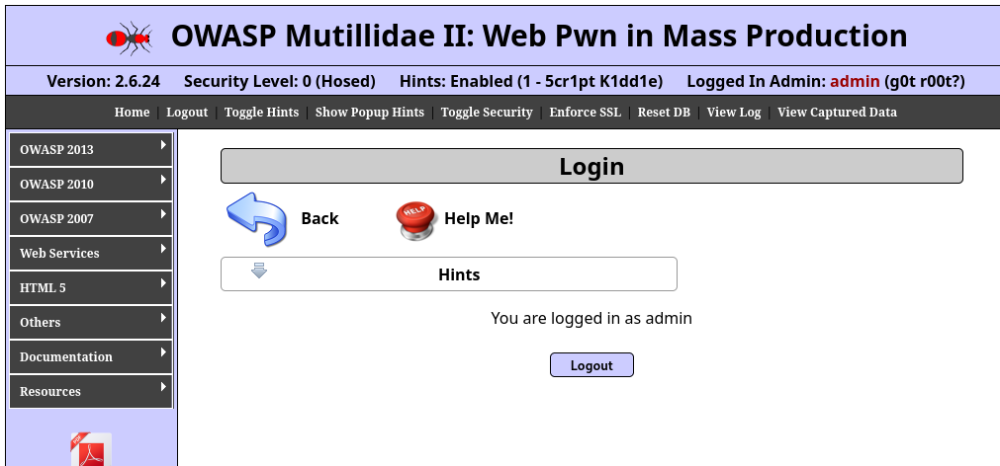 OWASP Mutillidae II: Web Pwn in Mass Production
Version: 2.6.24 Security Level: 0 (Hosed) Hints: Enabled (1 - 5cr1pt K1dd1e) Logged In Admin: admin (g0t r00t?)
Home | Logout | Toggle Hints | Show Popup Hints | Toggle Security | Enforce SSL | Reset DB | View Log | View Captured Data
OWASP 2013
OWASP 2010
OWASP 2007
Web Services
HTML 5
Others
Documentation
Resources
PDF
Login
Back
HELP
Help Me!
Hints
You are logged in as admin
Logout